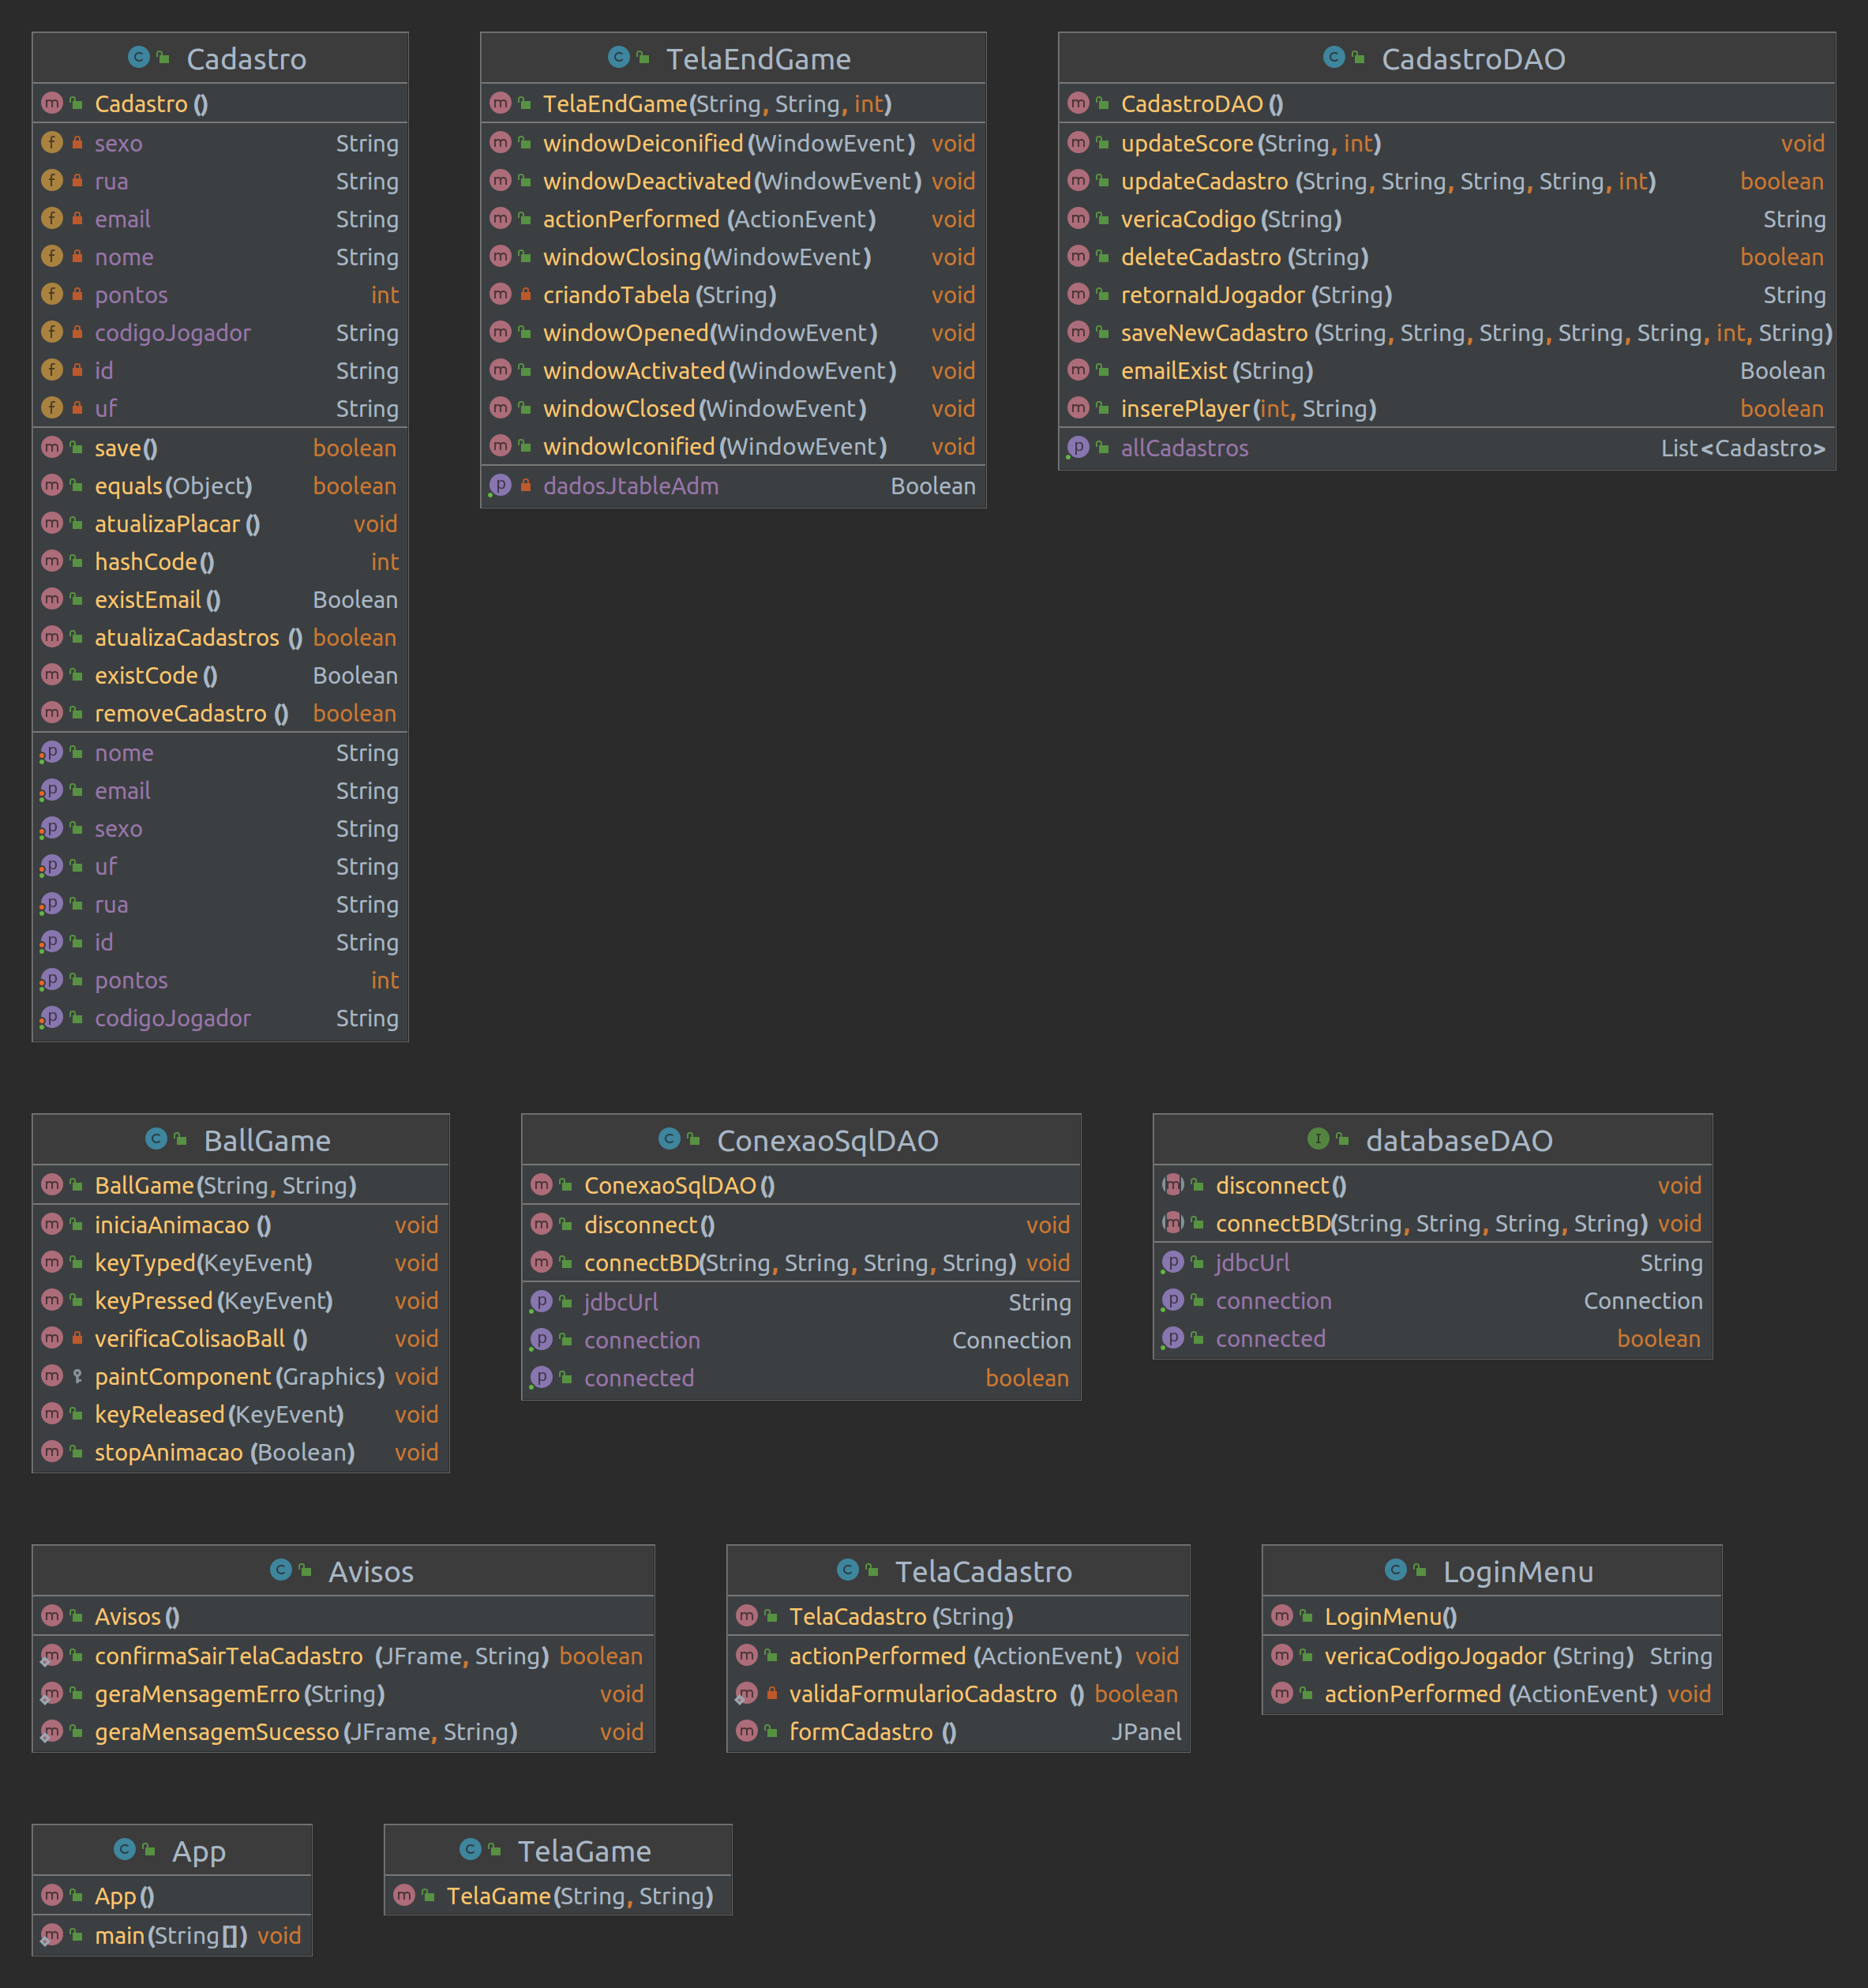 Cadastro
Cadastro()
sexo String
rua String
email String
nome String
pontos int
codigoJogador String
id String
uf String
save() boolean
equals(Object) boolean
atualizaPlacar() void
hashCode() int
existEmail() Boolean
atualizaCadastros() boolean
existCode() Boolean
removeCadastro() boolean
nome String
email String
sexo String
uf String
rua String
id String
pontos int
codigoJogador String
TelaEndGame
TelaEndGame(String, String, int)
windowDeiconified(WindowEvent) void
windowDeactivated(WindowEvent) void
actionPerformed(ActionEvent) void
windowClosing(WindowEvent) void
criandoTabela(String) void
windowOpened(WindowEvent) void
windowActivated(WindowEvent) void
windowClosed(WindowEvent) void
windowIconified(WindowEvent) void
dadosJtableAdm Boolean
CadastroDAO
CadastroDAO()
updateScore(String, int) void
updateCadastro(String, String, String, String, int) boolean
vericaCodigo(String) String
deleteCadastro(String) boolean
retornaIdJogador(String) String
saveNewCadastro(String, String, String, String, String, int, String)
emailExist(String) Boolean
inserePlayer(int, String) boolean
allCadastros List<Cadastro>
BallGame
BallGame(String, String)
iniciaAnimacao() void
keyTyped(KeyEvent) void
keyPressed(KeyEvent) void
verificaColisaoBall() void
paintComponent(Graphics) void
keyReleased(KeyEvent) void
stopAnimacao(Boolean) void
ConexaoSqlDAO
ConexaoSqlDAO()
disconnect() void
connectBD(String, String, String, String) void
jdbcUrl String
connection Connection
connected boolean
databaseDAO
disconnect() void
connectBD(String, String, String, String) void
jdbcUrl String
connection Connection
connected boolean
Avisos
Avisos()
confirmaSairTelaCadastro(JFrame, String) boolean
geraMensagemErro(String) void
geraMensagemSucesso(JFrame, String) void
TelaCadastro
TelaCadastro(String)
actionPerformed(ActionEvent) void
validaFormularioCadastro() boolean
formCadastro() JPanel
LoginMenu
LoginMenu()
vericaCodigoJogador(String) String
actionPerformed(ActionEvent) void
App
App()
main(String[]) void
TelaGame
TelaGame(String, String)